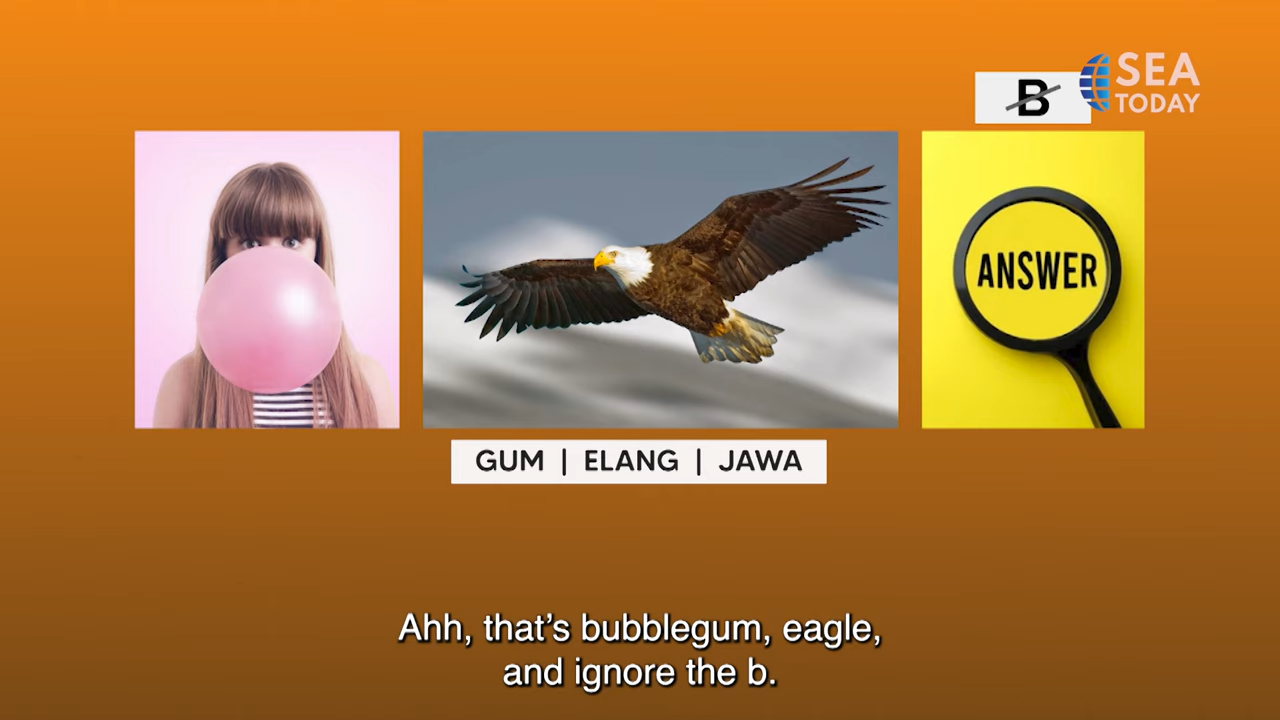 SEA
TODAY
B
ANSWER
GUM | ELANG | JAWA
Ahh, that’s bubblegum, eagle,
and ignore the b.